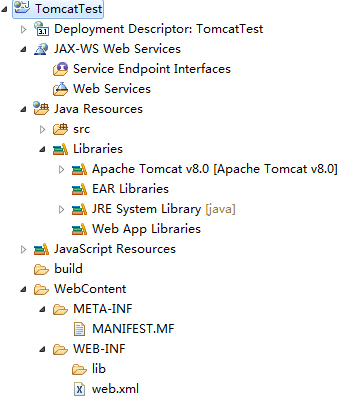 TomcatTest
Deployment Descriptor: TomcatTest
JAX-WS Web Services
Service Endpoint Interfaces
Web Services
Java Resources
src
Libraries
Apache Tomcat v8.0 [Apache Tomcat v8.0]
EAR Libraries
JRE System Library [java]
Web App Libraries
JavaScript Resources
build
WebContent
META-INF
MANIFEST.MF
WEB-INF
lib
web.xml